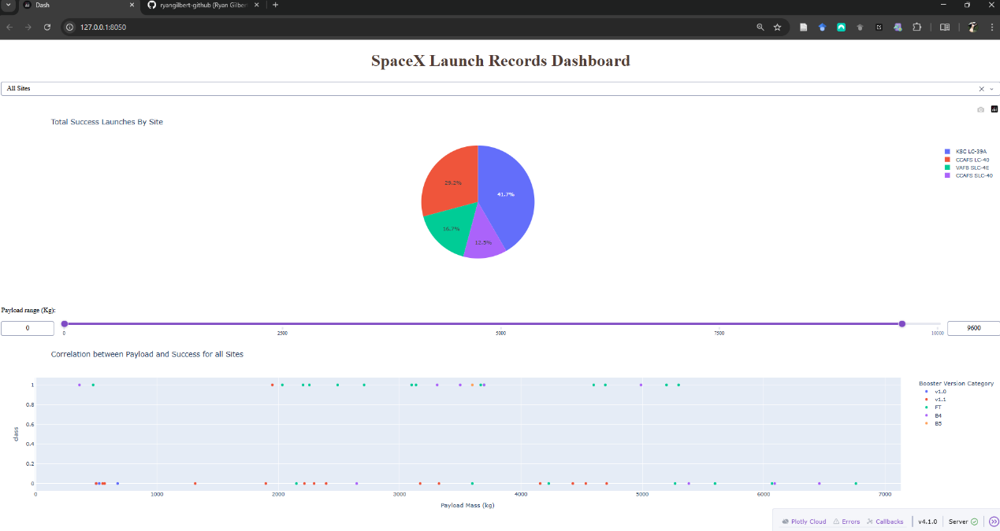 Dash
ryangilbert-github (Ryan Gilber
127.0.0.1:8050
SpaceX Launch Records Dashboard
All Sites
Total Success Launches By Site
KSC LC-39A
CCAFS LC-40
VAFB SLC-4E
CCAFS SLC-40
29.2%
41.7%
16.7%
12.5%
Payload range (Kg):
0
9600
0
2500
5000
7500
10000
Correlation between Payload and Success for all Sites
Booster Version Category
v1.0
v1.1
FT
B4
B5
class
1
0.8
0.6
0.4
0.2
0
0
1000
2000
3000
4000
5000
6000
7000
Payload Mass (kg)
Plotly Cloud
Errors
Callbacks
v4.1.0
Server